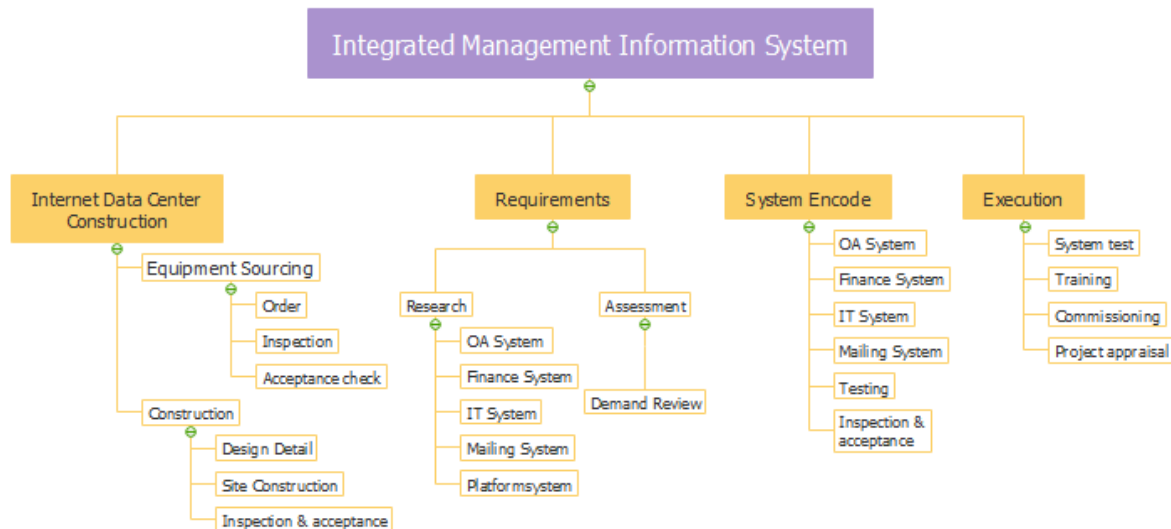 Integrated Management Information System
Internet Data Center
Construction
Equipment Sourcing
Order
Inspection
Acceptance check
Construction
Design Detail
Site Construction
Inspection & acceptance
Requirements
Research
OA System
Finance System
IT System
Mailing System
Platformsystem
Assessment
Demand Review
System Encode
OA System
Finance System
IT System
Mailing System
Testing
Inspection &
acceptance
Execution
System test
Training
Commissioning
Project appraisal